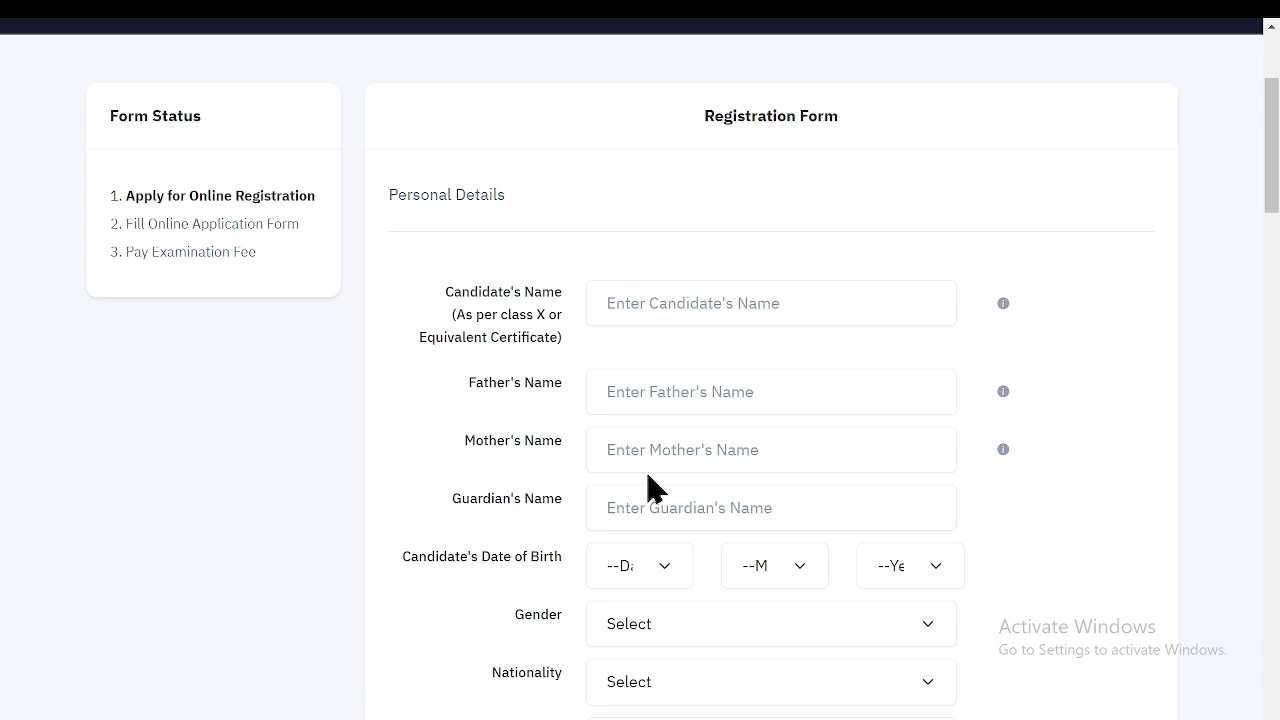 Form Status
1. Apply for Online Registration
2. Fill Online Application Form
3. Pay Examination Fee
Registration Form
Personal Details
Candidate's Name
(As per class X or
Equivalent Certificate)
Enter Candidate's Name
Father's Name
Enter Father's Name
Mother's Name
Enter Mother's Name
Guardian's Name
Enter Guardian's Name
Candidate's Date of Birth
--Da
--M
--Ye
Gender
Select
Nationality
Select
Activate Windows
Go to Settings to activate Windows.